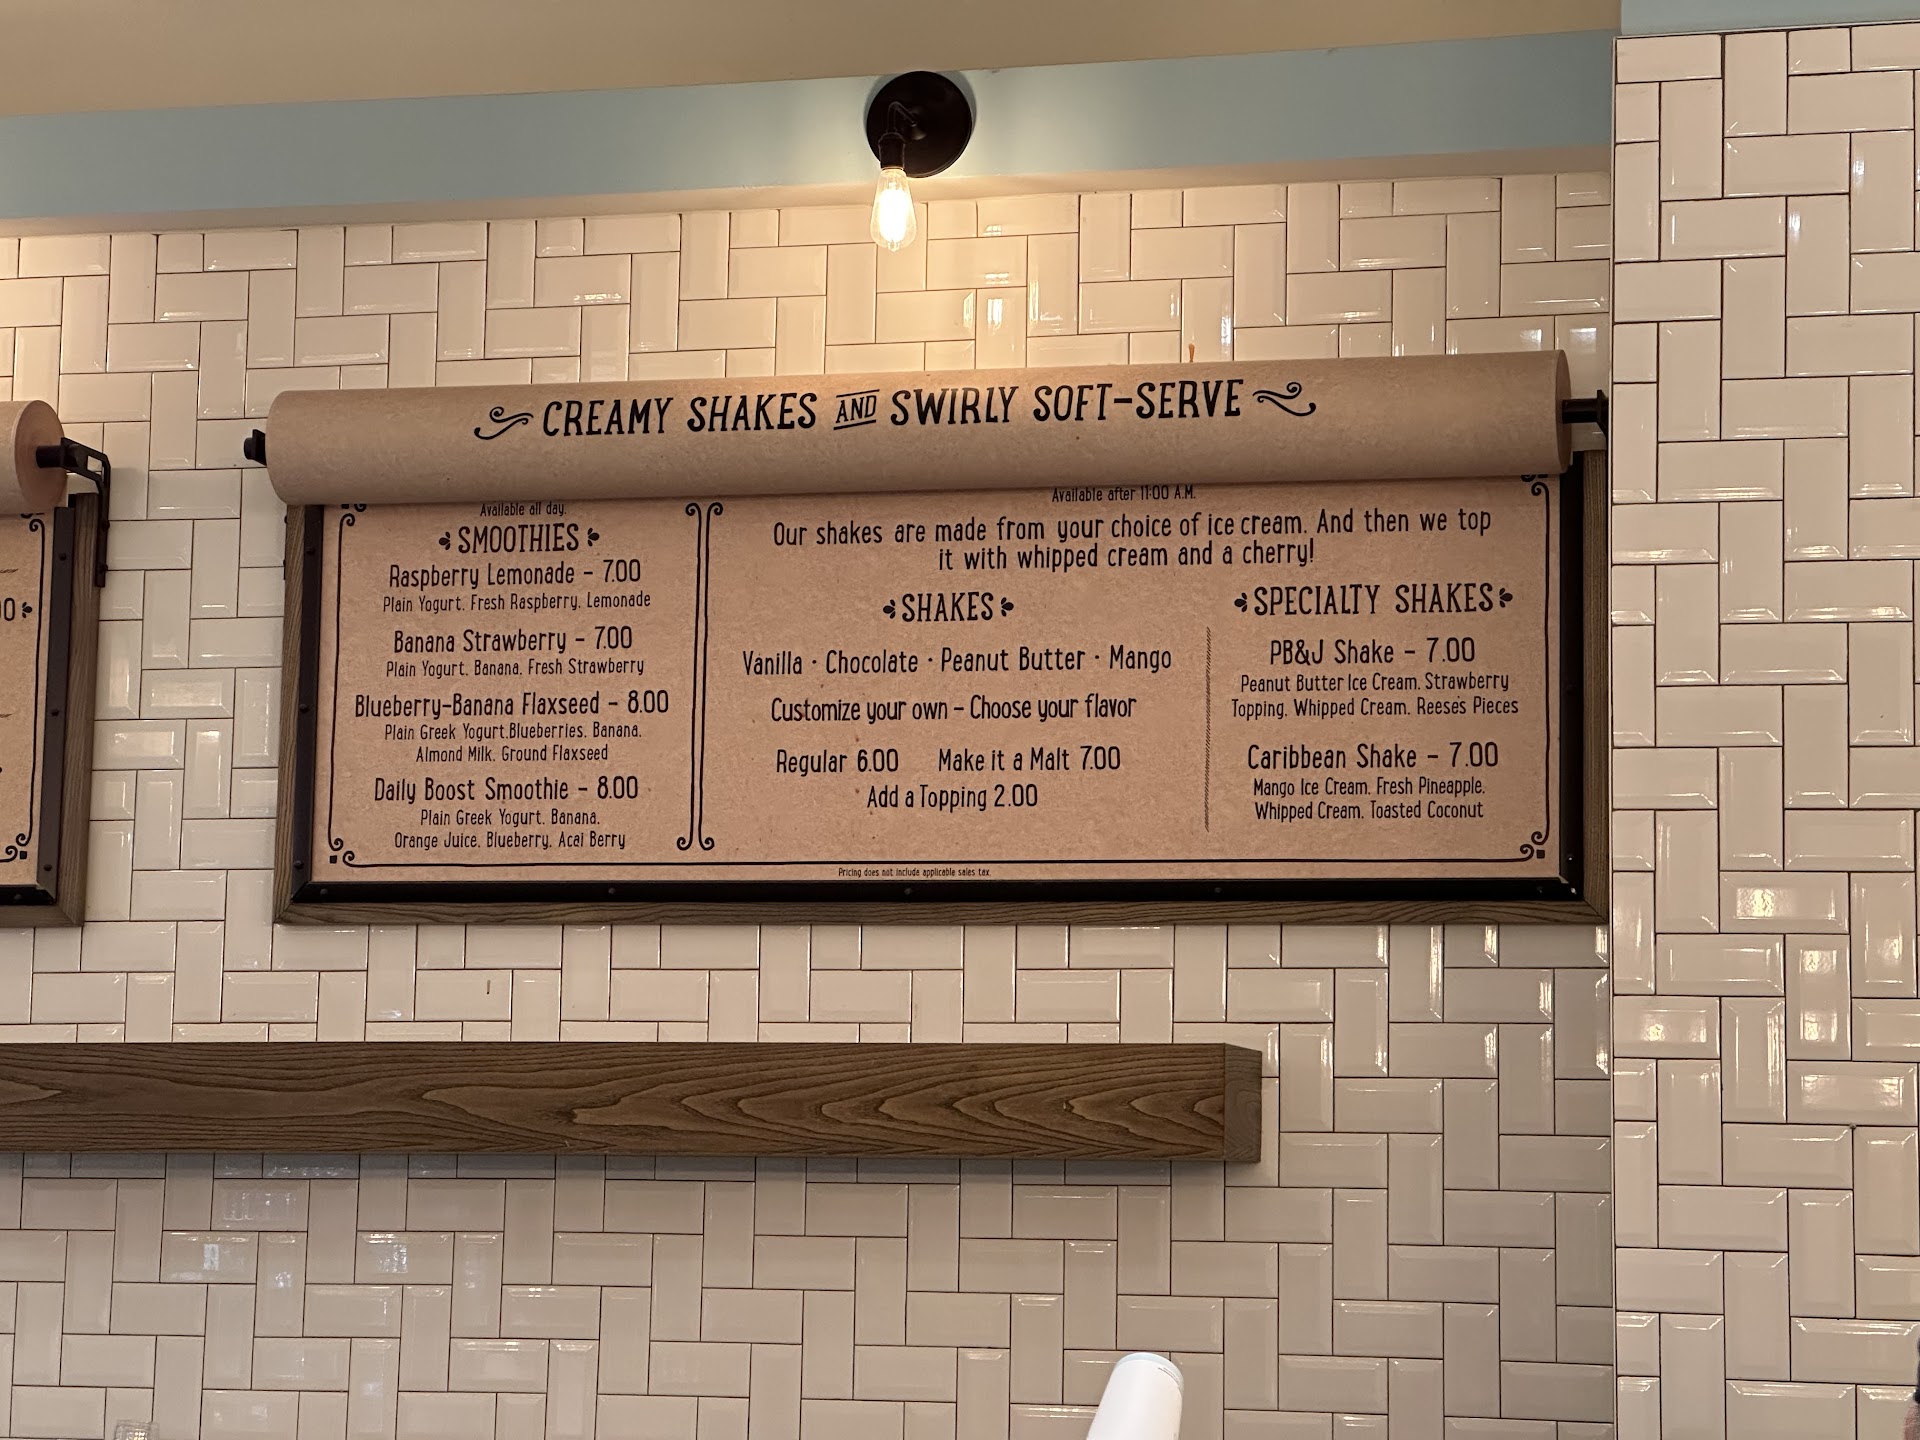 CREAMY SHAKES AND SWIRLY SOFT-SERVE
Available all day.
SMOOTHIES
Raspberry Lemonade - 7.00
Plain Yogurt. Fresh Raspberry. Lemonade
Banana Strawberry - 7.00
Plain Yogurt. Banana. Fresh Strawberry
Blueberry-Banana Flaxseed - 8.00
Plain Greek Yogurt.Blueberries. Banana.
Almond Milk. Ground Flaxseed
Daily Boost Smoothie - 8.00
Plain Greek Yogurt. Banana.
Orange Juice. Blueberry. Acai Berry
Available after 11:00 A.M.
Our shakes are made from your choice of ice cream. And then we top
it with whipped cream and a cherry!
SHAKES
Vanilla · Chocolate · Peanut Butter · Mango
Customize your own - Choose your flavor
Regular 6.00 Make it a Malt 7.00
Add a Topping 2.00
SPECIALTY SHAKES
PB&J Shake - 7.00
Peanut Butter Ice Cream. Strawberry
Topping. Whipped Cream. Reese's Pieces
Caribbean Shake - 7.00
Mango Ice Cream. Fresh Pineapple.
Whipped Cream. Toasted Coconut
Pricing does not include applicable sales tax.